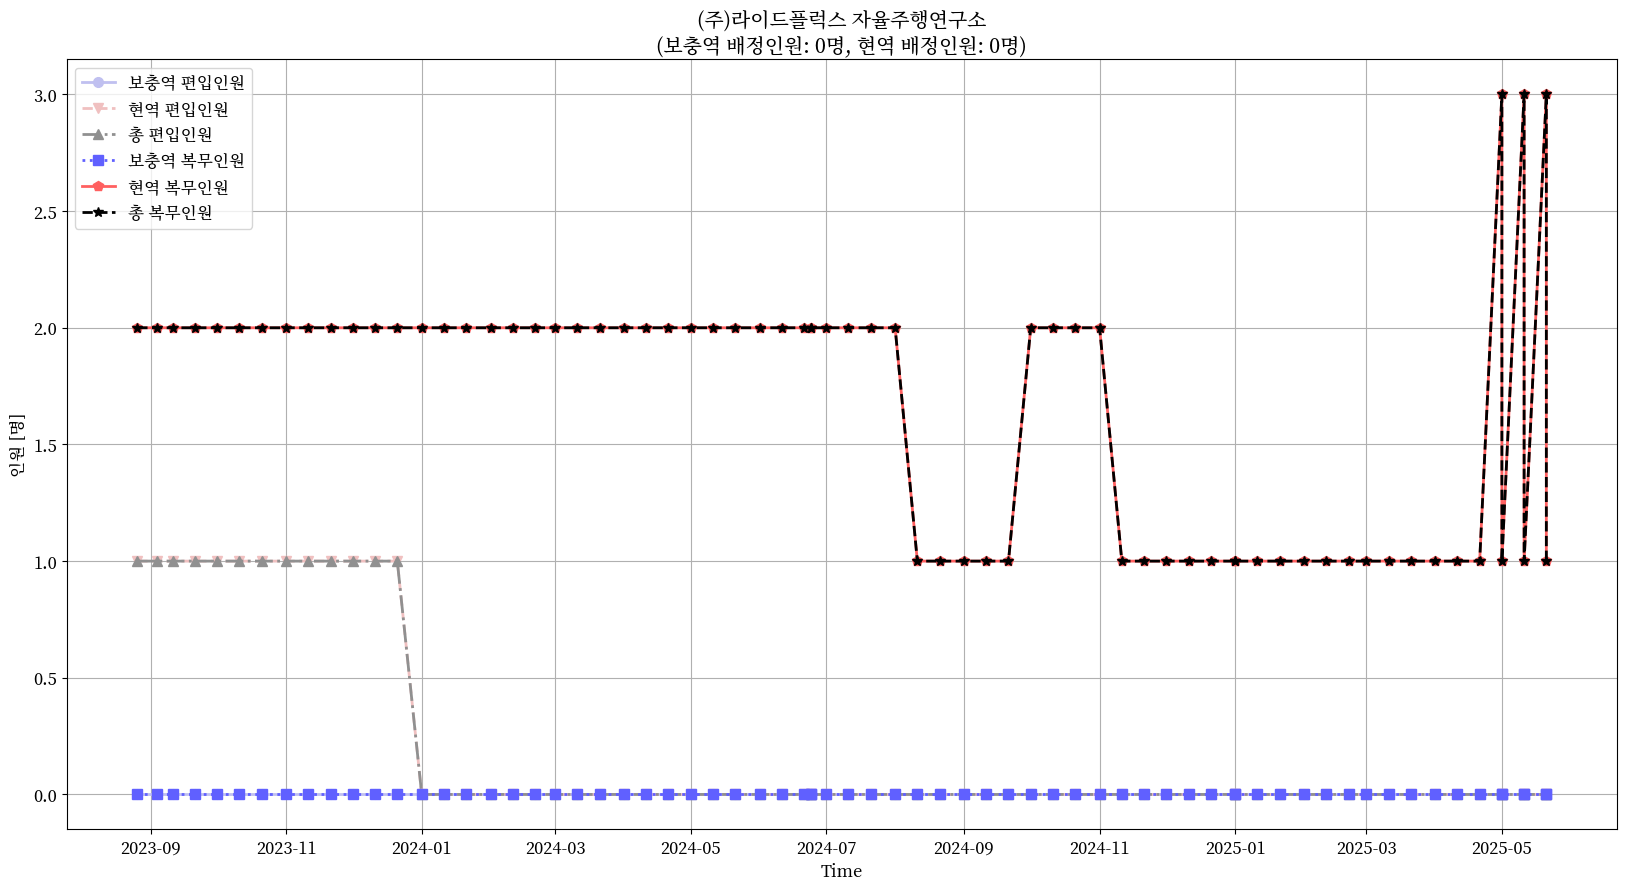 (주)라이드플럭스 자율주행연구소
(보충역 배정인원: 0명, 현역 배정인원: 0명)
보충역 편입인원
현역 편입인원
총 편입인원
보충역 복무인원
현역 복무인원
총 복무인원
인원 [명]
3.0
2.5
2.0
1.5
1.0
0.5
0.0
2023-09
2023-11
2024-01
2024-03
2024-05
2024-07
2024-09
2024-11
2025-01
2025-03
2025-05
Time